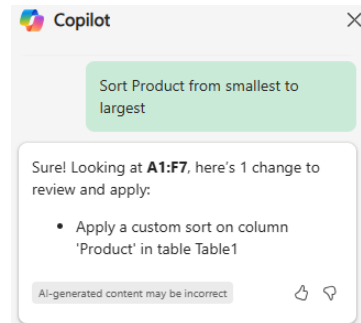 Copilot
Sort Product from smallest to
largest
Sure! Looking at A1:F7, here's 1 change to
review and apply:
• Apply a custom sort on column
'Product' in table Table1
AI-generated content may be incorrect